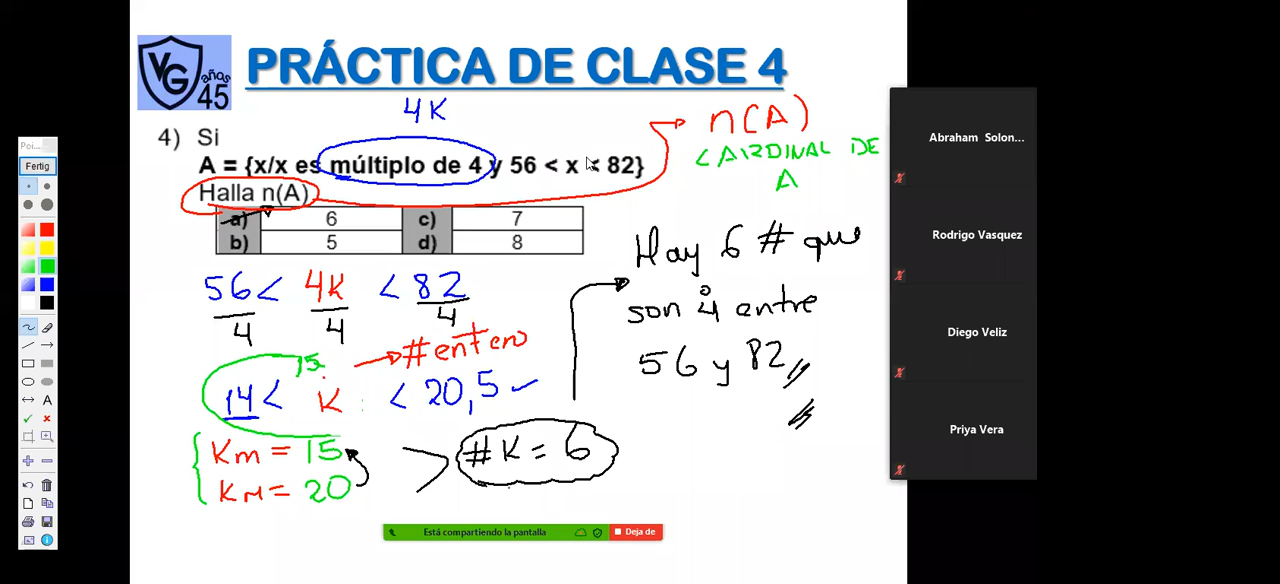 VG
años
45
PRÁCTICA DE CLASE 4
4K
4) Si
A = {x/x es múltiplo de 4 y 56 < x < 82}
Halla n(A)
a) 6 c) 7
b) 5 d) 8
n(A)
CARDINAL DE
A
56 < 4K < 82
4 4 4
→ # entero
15
14 < K < 20,5
Km = 15
KM = 20
#K = 6
Hay 6 # que
son 4° entre
56 y 82
Poi...
Fertig
A
Abraham Solon...
Rodrigo Vasquez
Diego Veliz
Priya Vera
Está compartiendo la pantalla
Deja de